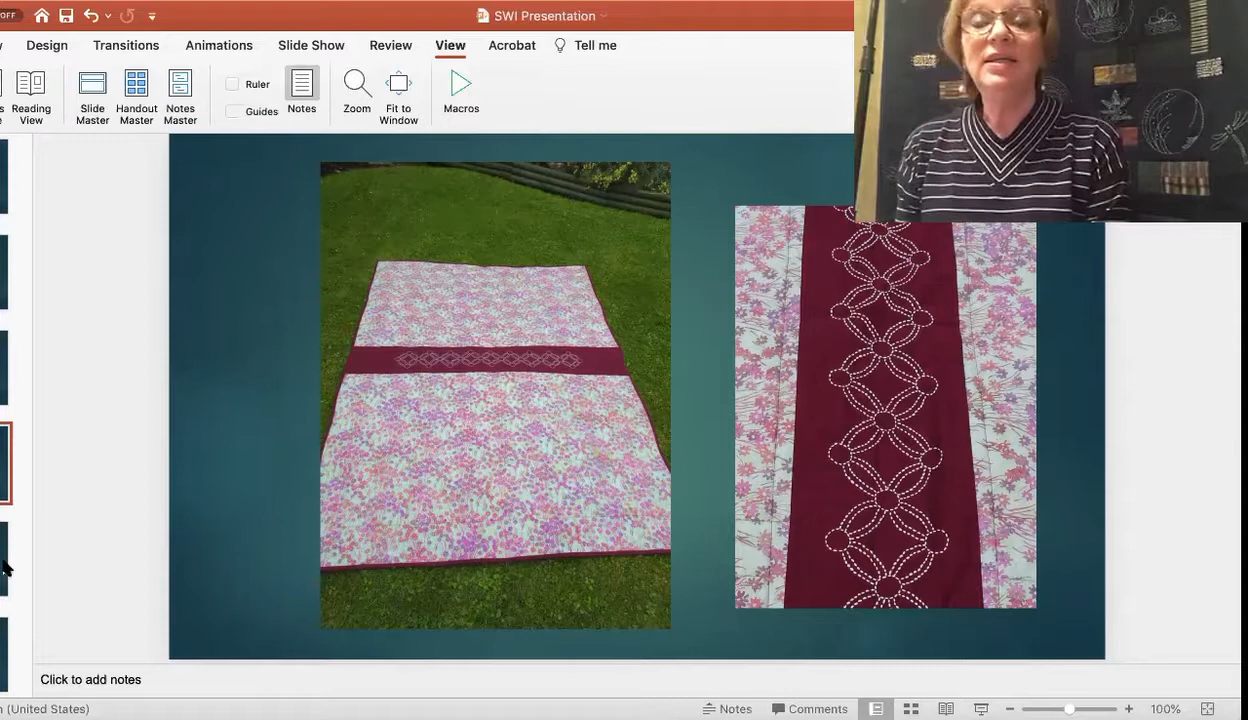 OFF
SWI Presentation
Design Transitions Animations Slide Show Review View Acrobat Tell me
Reading View
Slide Master
Handout Master
Notes Master
Ruler
Guides
Notes
Zoom
Fit to Window
Macros
Click to add notes
(United States) Notes Comments 100%